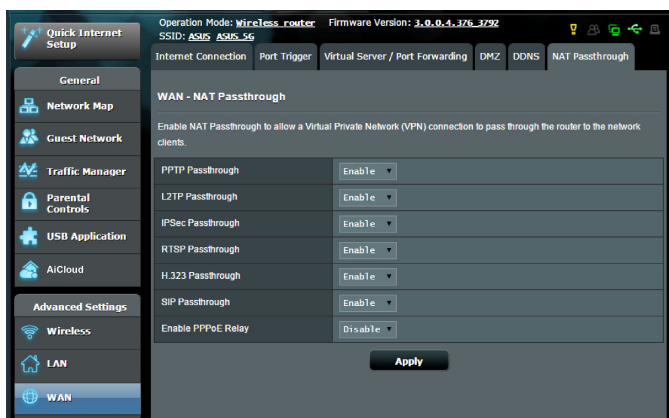 Quick Internet
Setup
Operation Mode: Wireless router Firmware Version: 3.0.0.4.376_3792
SSID: ASUS ASUS_5G
Internet Connection Port Trigger Virtual Server / Port Forwarding DMZ DDNS NAT Passthrough
General
Network Map
Guest Network
Traffic Manager
Parental
Controls
USB Application
AiCloud
Advanced Settings
Wireless
LAN
WAN
WAN - NAT Passthrough
Enable NAT Passthrough to allow a Virtual Private Network (VPN) connection to pass through the router to the network
clients.
PPTP Passthrough Enable
L2TP Passthrough Enable
IPSec Passthrough Enable
RTSP Passthrough Enable
H.323 Passthrough Enable
SIP Passthrough Enable
Enable PPPoE Relay Disable
Apply